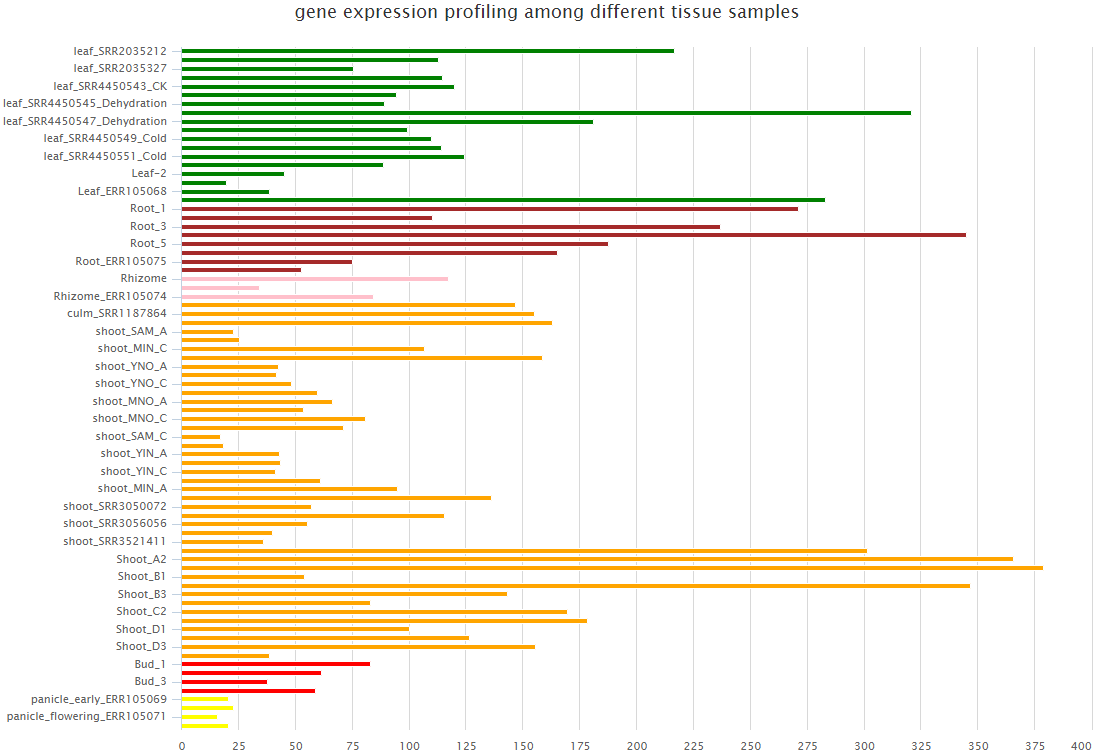 gene expression profiling among different tissue samples
leaf_SRR2035212
leaf_SRR2035327
leaf_SRR4450543_CK
leaf_SRR4450545_Dehydration
leaf_SRR4450547_Dehydration
leaf_SRR4450549_Cold
leaf_SRR4450551_Cold
Leaf-2
Leaf_ERR105068
Root_1
Root_3
Root_5
Root_ERR105075
Rhizome
Rhizome_ERR105074
culm_SRR1187864
shoot_SAM_A
shoot_MIN_C
shoot_YNO_A
shoot_YNO_C
shoot_MNO_A
shoot_MNO_C
shoot_SAM_C
shoot_YIN_A
shoot_YIN_C
shoot_MIN_A
shoot_SRR3050072
shoot_SRR3056056
shoot_SRR3521411
Shoot_A2
Shoot_B1
Shoot_B3
Shoot_C2
Shoot_D1
Shoot_D3
Bud_1
Bud_3
panicle_early_ERR105069
panicle_flowering_ERR105071
0 25 50 75 100 125 150 175 200 225 250 275 300 325 350 375 400